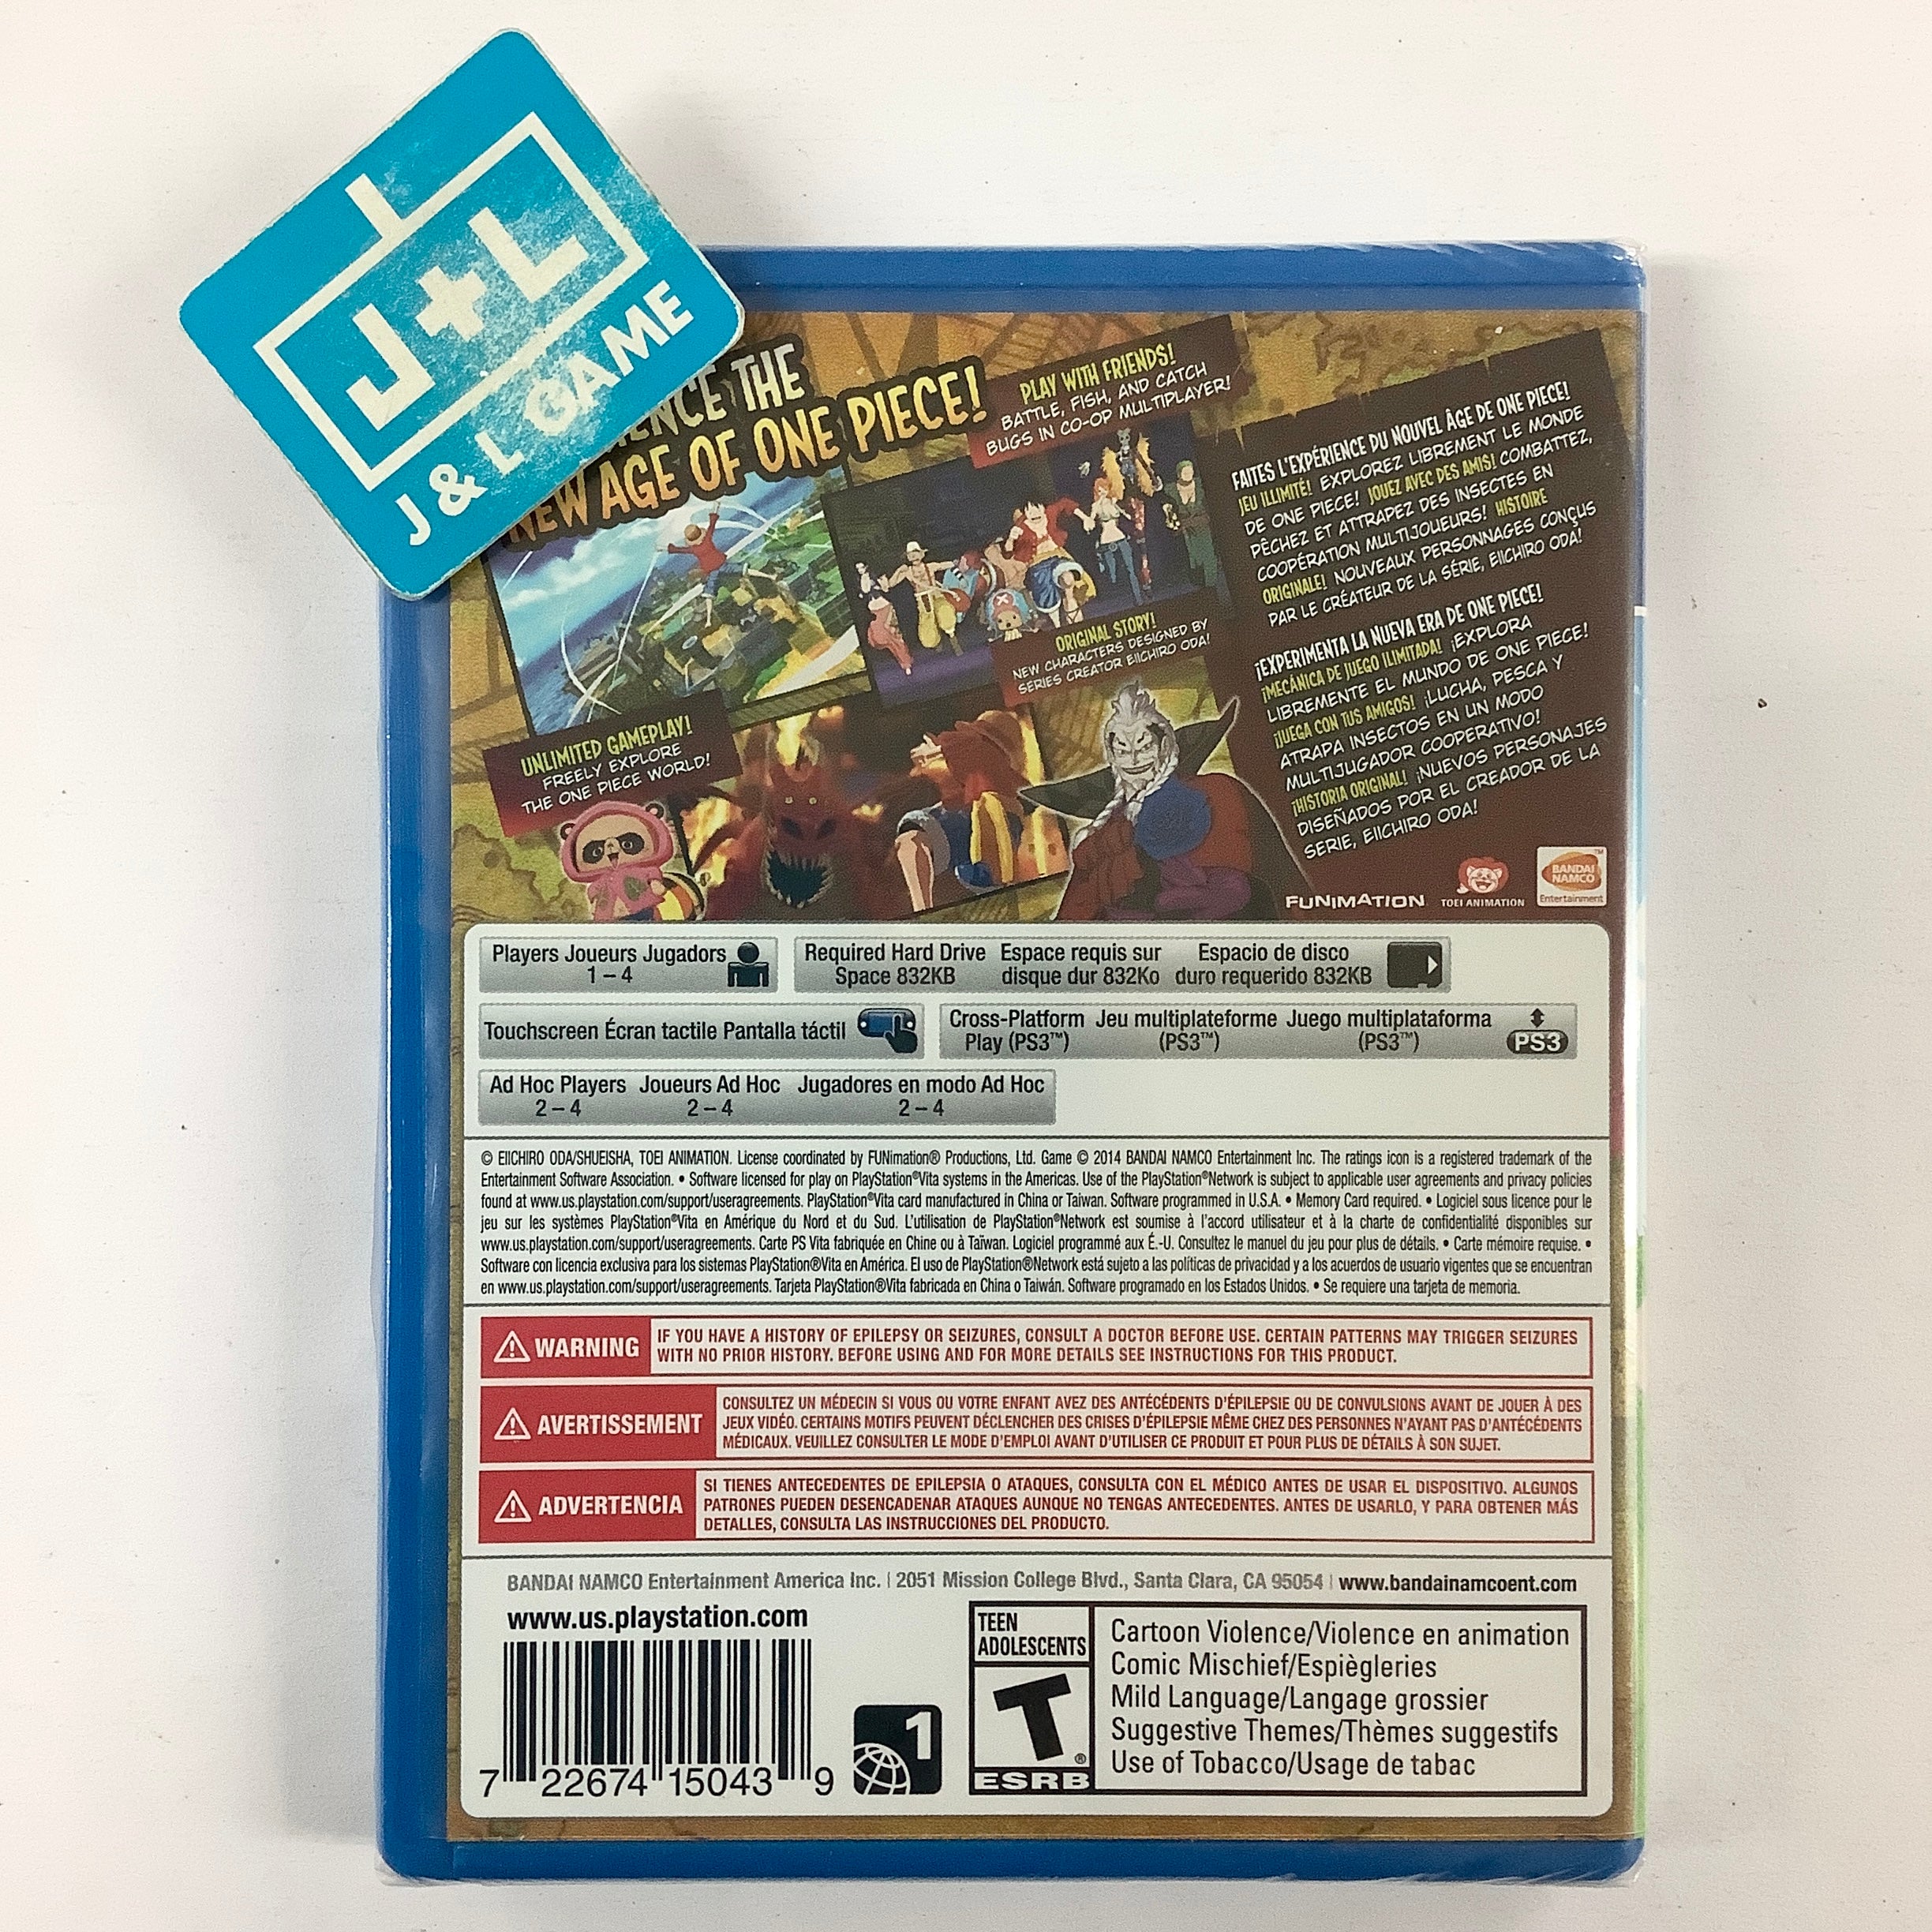 J+L
J & L GAME
THE
NEW AGE OF ONE PIECE!
PLAY WITH FRIENDS!
BATTLE, FISH, AND CATCH
BUGS IN CO-OP MULTIPLAYER!
ORIGINAL STORY!
NEW CHARACTERS DESIGNED BY
SERIES CREATOR EIICHIRO ODA!
UNLIMITED GAMEPLAY!
FREELY EXPLORE
THE ONE PIECE WORLD!
FAITES L'EXPÉRIENCE DU NOUVEL ÂGE DE ONE PIECE!
JEU ILLIMITÉ! EXPLOREZ LIBREMENT LE MONDE
DE ONE PIECE! JOUEZ AVEC DES AMIS! COMBATTEZ,
PÊCHEZ ET ATTRAPEZ DES INSECTES EN
COOPÉRATION MULTIJOUEURS! HISTOIRE
ORIGINALE! NOUVEAUX PERSONNAGES CONÇUS
PAR LE CRÉATEUR DE LA SÉRIE, EIICHIRO ODA!
¡EXPERIMENTA LA NUEVA ERA DE ONE PIECE!
¡MECÁNICA DE JUEGO ILIMITADA! ¡EXPLORA
LIBREMENTE EL MUNDO DE ONE PIECE!
¡JUEGA CON TUS AMIGOS! ¡LUCHA, PESCA Y
ATRAPA INSECTOS EN UN MODO
MULTIJUGADOR COOPERATIVO!
¡HISTORIA ORIGINAL! ¡NUEVOS PERSONAJES
DISEÑADOS POR EL CREADOR DE LA
SERIE, EIICHIRO ODA!
FUNIMATION TOEI ANIMATION BANDAI NAMCO Entertainment™
Players Joueurs Jugadors
1 – 4
Required Hard Drive Espace requis sur Espacio de disco
Space 832KB disque dur 832Ko duro requerido 832KB
Touchscreen Écran tactile Pantalla táctil
Cross-Platform Jeu multiplateforme Juego multiplataforma
Play (PS3™) (PS3™) (PS3™) PS3
Ad Hoc Players Joueurs Ad Hoc Jugadores en modo Ad Hoc
2 – 4 2 – 4 2 – 4
© EIICHIRO ODA/SHUEISHA, TOEI ANIMATION. License coordinated by FUNimation® Productions, Ltd. Game © 2014 BANDAI NAMCO Entertainment Inc. The ratings icon is a registered trademark of the
Entertainment Software Association. • Software licensed for play on PlayStation®Vita systems in the Americas. Use of the PlayStation®Network is subject to applicable user agreements and privacy policies
found at www.us.playstation.com/support/useragreements. PlayStation®Vita card manufactured in China or Taiwan. Software programmed in U.S.A. • Memory Card required. • Logiciel sous licence pour le
jeu sur les systèmes PlayStation®Vita en Amérique du Nord et du Sud. L'utilisation de PlayStation®Network est soumise à l'accord utilisateur et à la charte de confidentialité disponibles sur
www.us.playstation.com/support/useragreements. Carte PS Vita fabriquée en Chine ou à Taïwan. Logiciel programmé aux É.-U. Consultez le manuel du jeu pour plus de détails. • Carte mémoire requise. •
Software con licencia exclusiva para los sistemas PlayStation®Vita en América. El uso de PlayStation®Network está sujeto a las políticas de privacidad y a los acuerdos de usuario vigentes que se encuentran
en www.us.playstation.com/support/useragreements. Tarjeta PlayStation®Vita fabricada en China o Taiwán. Software programado en los Estados Unidos. • Se requiere una tarjeta de memoria.
WARNING IF YOU HAVE A HISTORY OF EPILEPSY OR SEIZURES, CONSULT A DOCTOR BEFORE USE. CERTAIN PATTERNS MAY TRIGGER SEIZURES
WITH NO PRIOR HISTORY. BEFORE USING AND FOR MORE DETAILS SEE INSTRUCTIONS FOR THIS PRODUCT.
AVERTISSEMENT CONSULTEZ UN MÉDECIN SI VOUS OU VOTRE ENFANT AVEZ DES ANTÉCÉDENTS D'ÉPILEPSIE OU DE CONVULSIONS AVANT DE JOUER À DES
JEUX VIDÉO. CERTAINS MOTIFS PEUVENT DÉCLENCHER DES CRISES D'ÉPILEPSIE MÊME CHEZ DES PERSONNES N'AYANT PAS D'ANTÉCÉDENTS
MÉDICAUX. VEUILLEZ CONSULTER LE MODE D'EMPLOI AVANT D'UTILISER CE PRODUIT ET POUR PLUS DE DÉTAILS À SON SUJET.
ADVERTENCIA SI TIENES ANTECEDENTES DE EPILEPSIA O ATAQUES, CONSULTA CON EL MÉDICO ANTES DE USAR EL DISPOSITIVO. ALGUNOS
PATRONES PUEDEN DESENCADENAR ATAQUES AUNQUE NO TENGAS ANTECEDENTES. ANTES DE USARLO, Y PARA OBTENER MÁS
DETALLES, CONSULTA LAS INSTRUCCIONES DEL PRODUCTO.
BANDAI NAMCO Entertainment America Inc. | 2051 Mission College Blvd., Santa Clara, CA 95054 | www.bandainamcoent.com
www.us.playstation.com
7 22674 15043 9
1
TEEN
ADOLESCENTS
T®
ESRB
Cartoon Violence/Violence en animation
Comic Mischief/Espiègleries
Mild Language/Langage grossier
Suggestive Themes/Thèmes suggestifs
Use of Tobacco/Usage de tabac